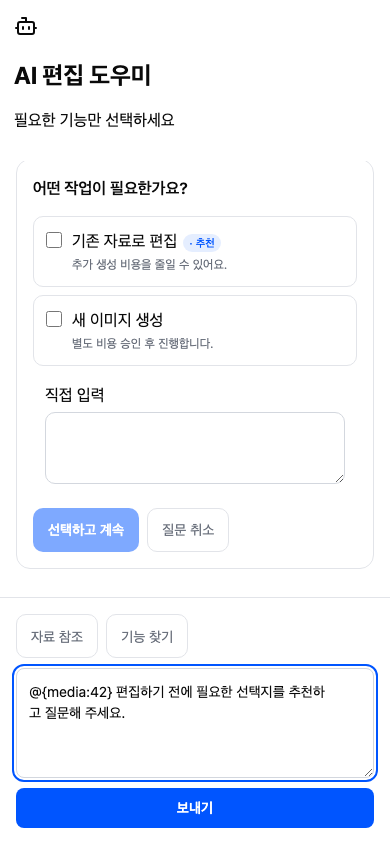 AI 편집 도우미
필요한 기능만 선택하세요
어떤 작업이 필요한가요?
기존 자료로 편집 · 추천
추가 생성 비용을 줄일 수 있어요.
새 이미지 생성
별도 비용 승인 후 진행합니다.
직접 입력
선택하고 계속 질문 취소
자료 참조 기능 찾기
@{media:42} 편집하기 전에 필요한 선택지를 추천하
고 질문해 주세요.
보내기